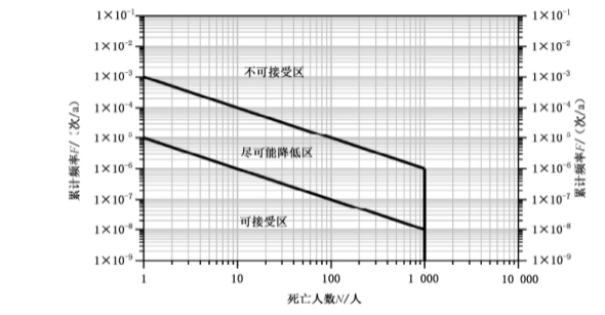 1×10⁻¹ 1×10⁻¹
1×10⁻² 1×10⁻²
1×10⁻³ 不可接受区 1×10⁻³
1×10⁻⁴ 1×10⁻⁴
1×10⁻⁵ 1×10⁻⁵
尽可能降低区
1×10⁻⁶ 1×10⁻⁶
1×10⁻⁷ 1×10⁻⁷
可接受区
1×10⁻⁸ 1×10⁻⁸
1×10⁻⁹ 1×10⁻⁹
累计频率F/(次/a)
累计频率F/(次/a)
1 10 100 1 000 10 000
死亡人数N/人